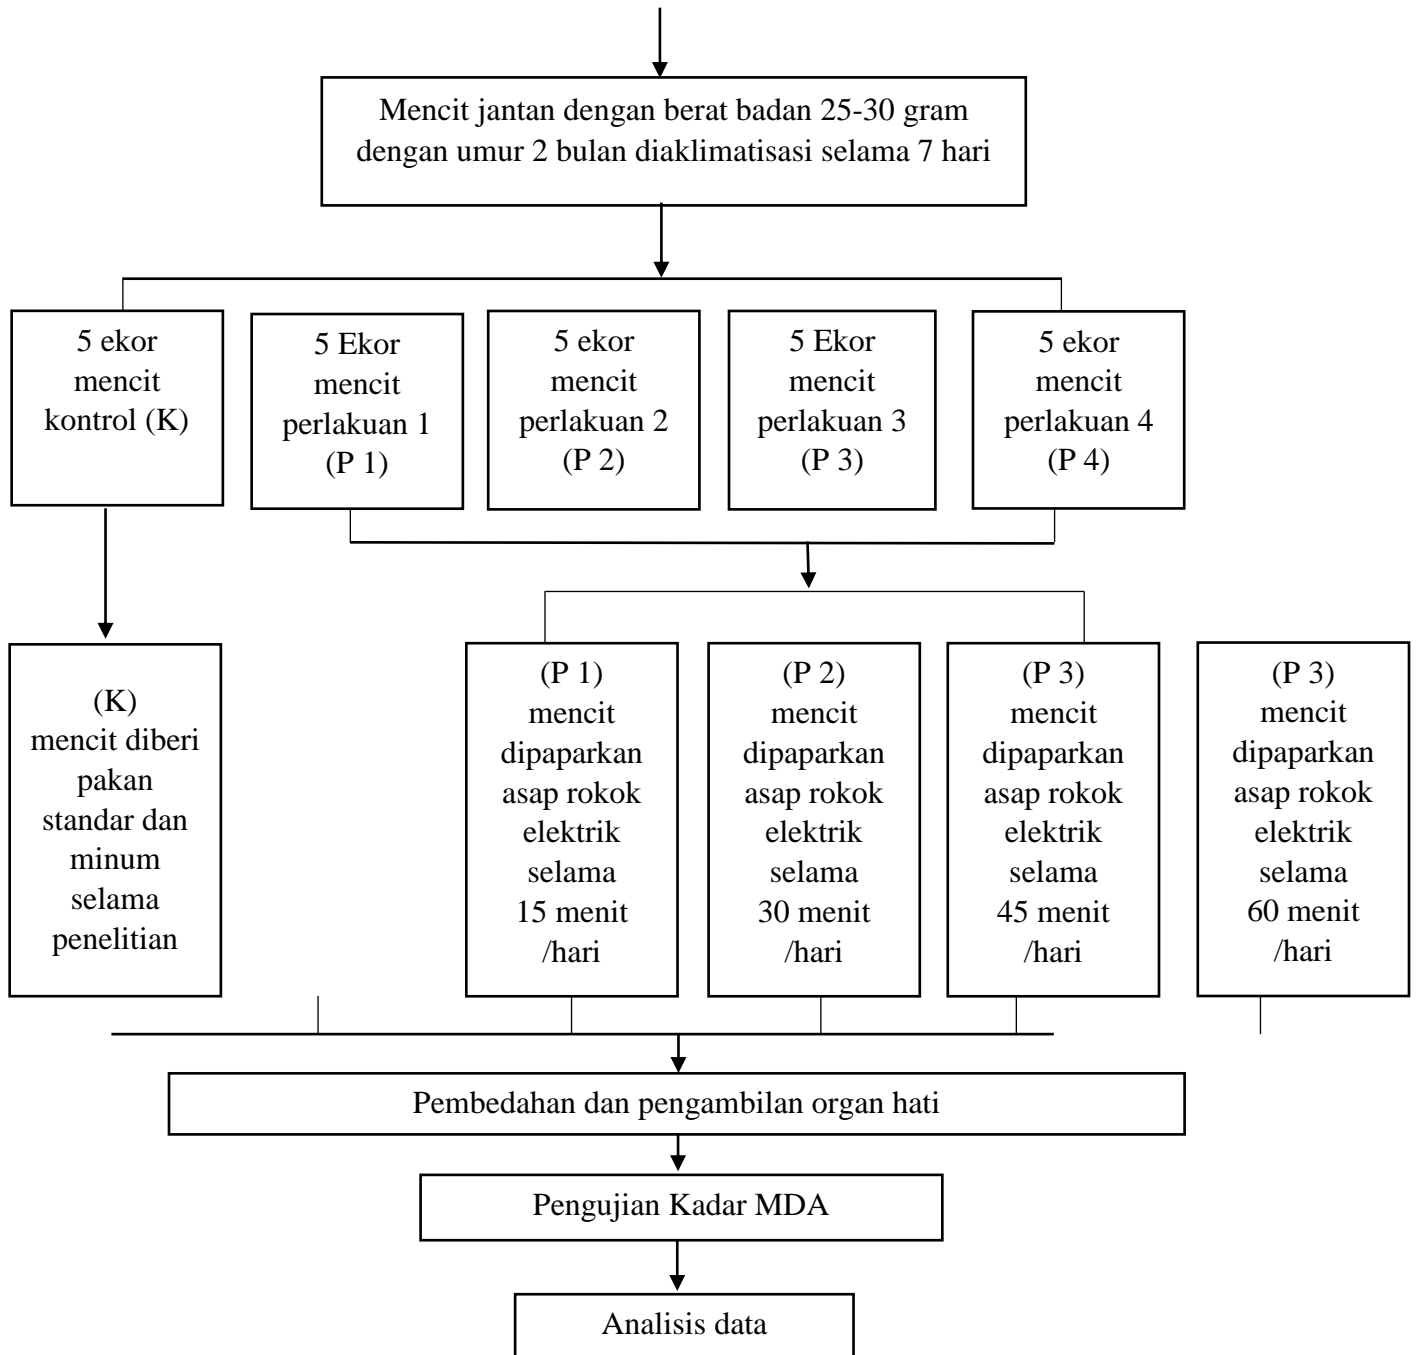 Mencit jantan dengan berat badan 25-30 gram
dengan umur 2 bulan diaklimatisasi selama 7 hari
5 ekor
mencit
kontrol (K)
5 Ekor
mencit
perlakuan 1
(P 1)
5 ekor
mencit
perlakuan 2
(P 2)
5 Ekor
mencit
perlakuan 3
(P 3)
5 ekor
mencit
perlakuan 4
(P 4)
(K)
mencit diberi
pakan
standar dan
minum
selama
penelitian
(P 1)
mencit
dipaparkan
asap rokok
elektrik
selama
15 menit
/hari
(P 2)
mencit
dipaparkan
asap rokok
elektrik
selama
30 menit
/hari
(P 3)
mencit
dipaparkan
asap rokok
elektrik
selama
45 menit
/hari
(P 3)
mencit
dipaparkan
asap rokok
elektrik
selama
60 menit
/hari
Pembedahan dan pengambilan organ hati
Pengujian Kadar MDA
Analisis data